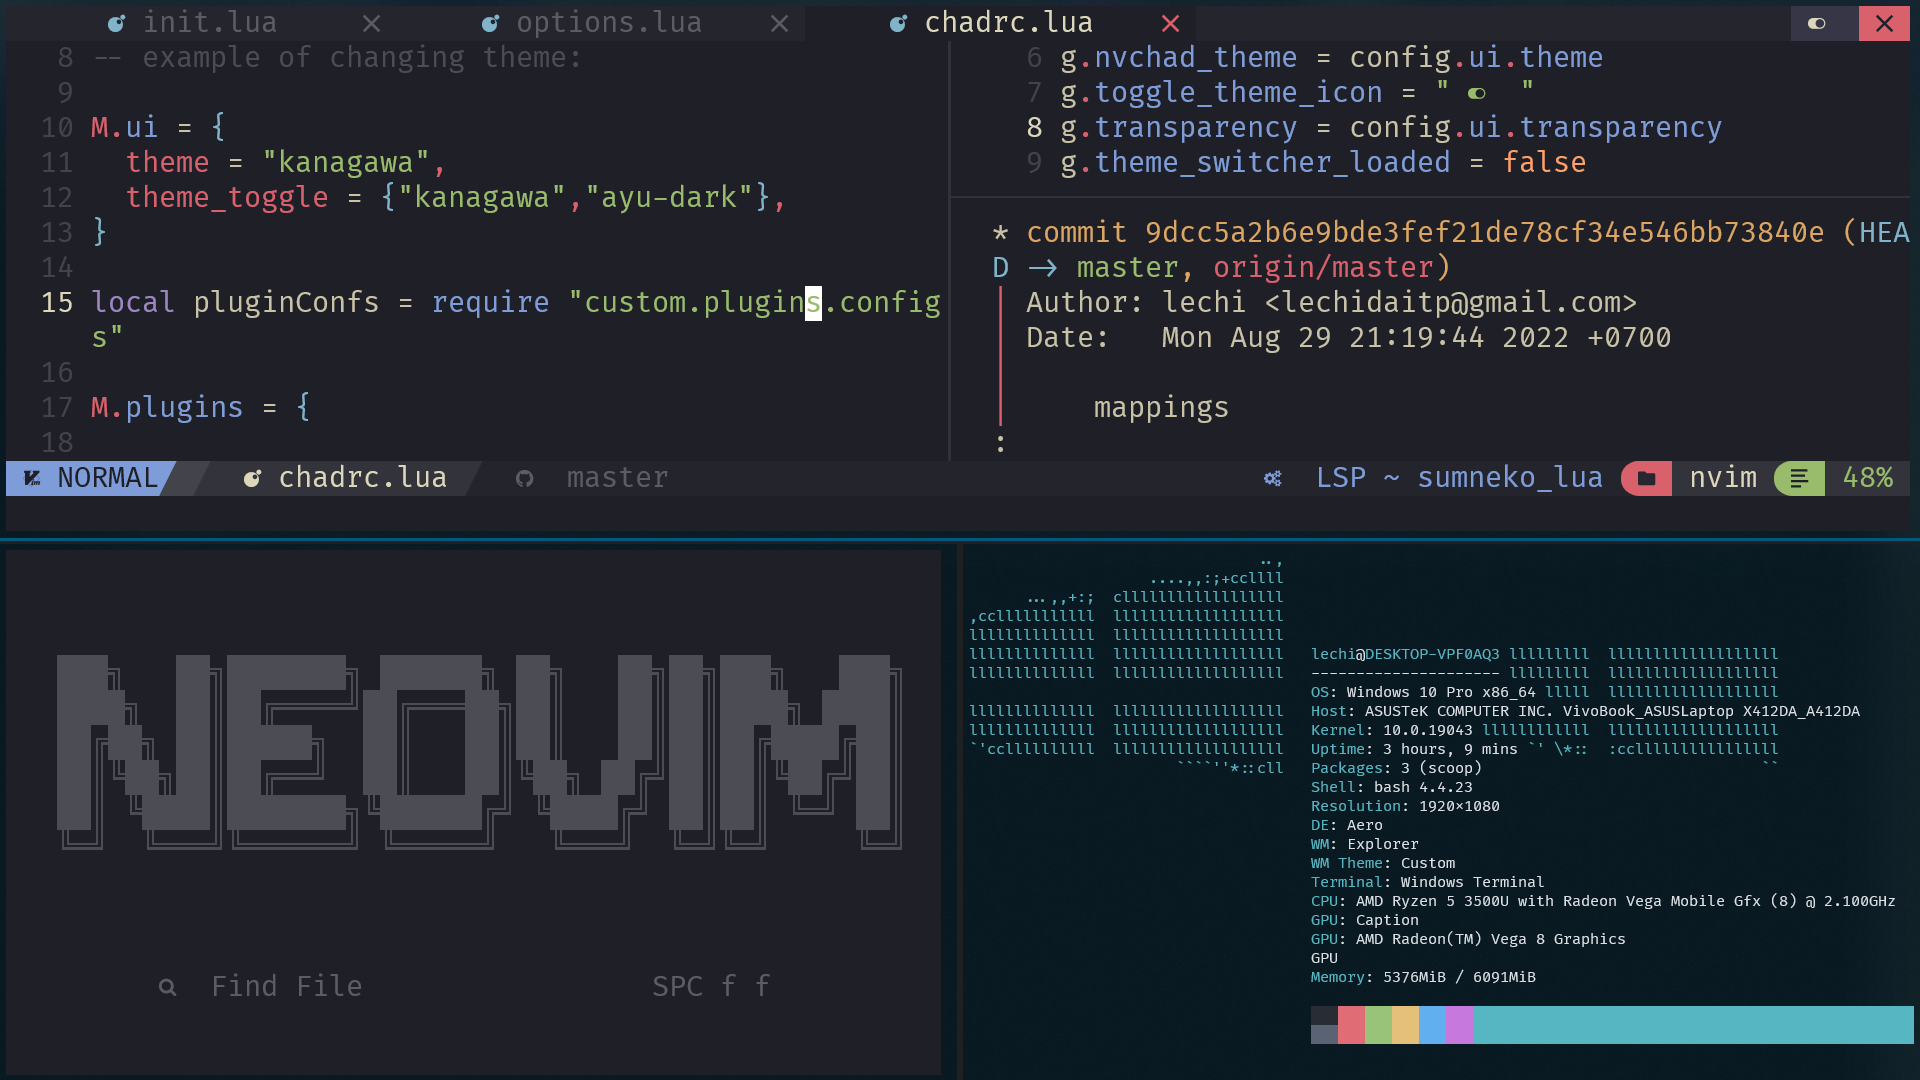 init.lua
options.lua
chadrc.lua
8 -- example of changing theme:
9
10 M.ui = {
11   theme = "kanagawa",
12   theme_toggle = {"kanagawa","ayu-dark"},
13 }
14
15 local pluginConfs = require "custom.plugins.config
s"
16
17 M.plugins = {
18
6 g.nvchad_theme = config.ui.theme
7 g.toggle_theme_icon = "   "
8 g.transparency = config.ui.transparency
9 g.theme_switcher_loaded = false
* commit 9dcc5a2b6e9bde3fef21de78cf34e546bb73840e (HEA
D -> master, origin/master)
| Author: lechi <lechidaitp@gmail.com>
| Date:   Mon Aug 29 21:19:44 2022 +0700
|
|     mappings
:
NORMAL chadrc.lua master LSP ~ sumneko_lua nvim 48%
NEOVIM
Find File SPC f f
lechi@DESKTOP-VPF0AQ3
---------------------
OS: Windows 10 Pro x86_64
Host: ASUSTeK COMPUTER INC. VivoBook_ASUSLaptop X412DA_A412DA
Kernel: 10.0.19043
Uptime: 3 hours, 9 mins
Packages: 3 (scoop)
Shell: bash 4.4.23
Resolution: 1920x1080
DE: Aero
WM: Explorer
WM Theme: Custom
Terminal: Windows Terminal
CPU: AMD Ryzen 5 3500U with Radeon Vega Mobile Gfx (8) @ 2.100GHz
GPU: Caption
GPU: AMD Radeon(TM) Vega 8 Graphics
GPU
Memory: 5376MiB / 6091MiB